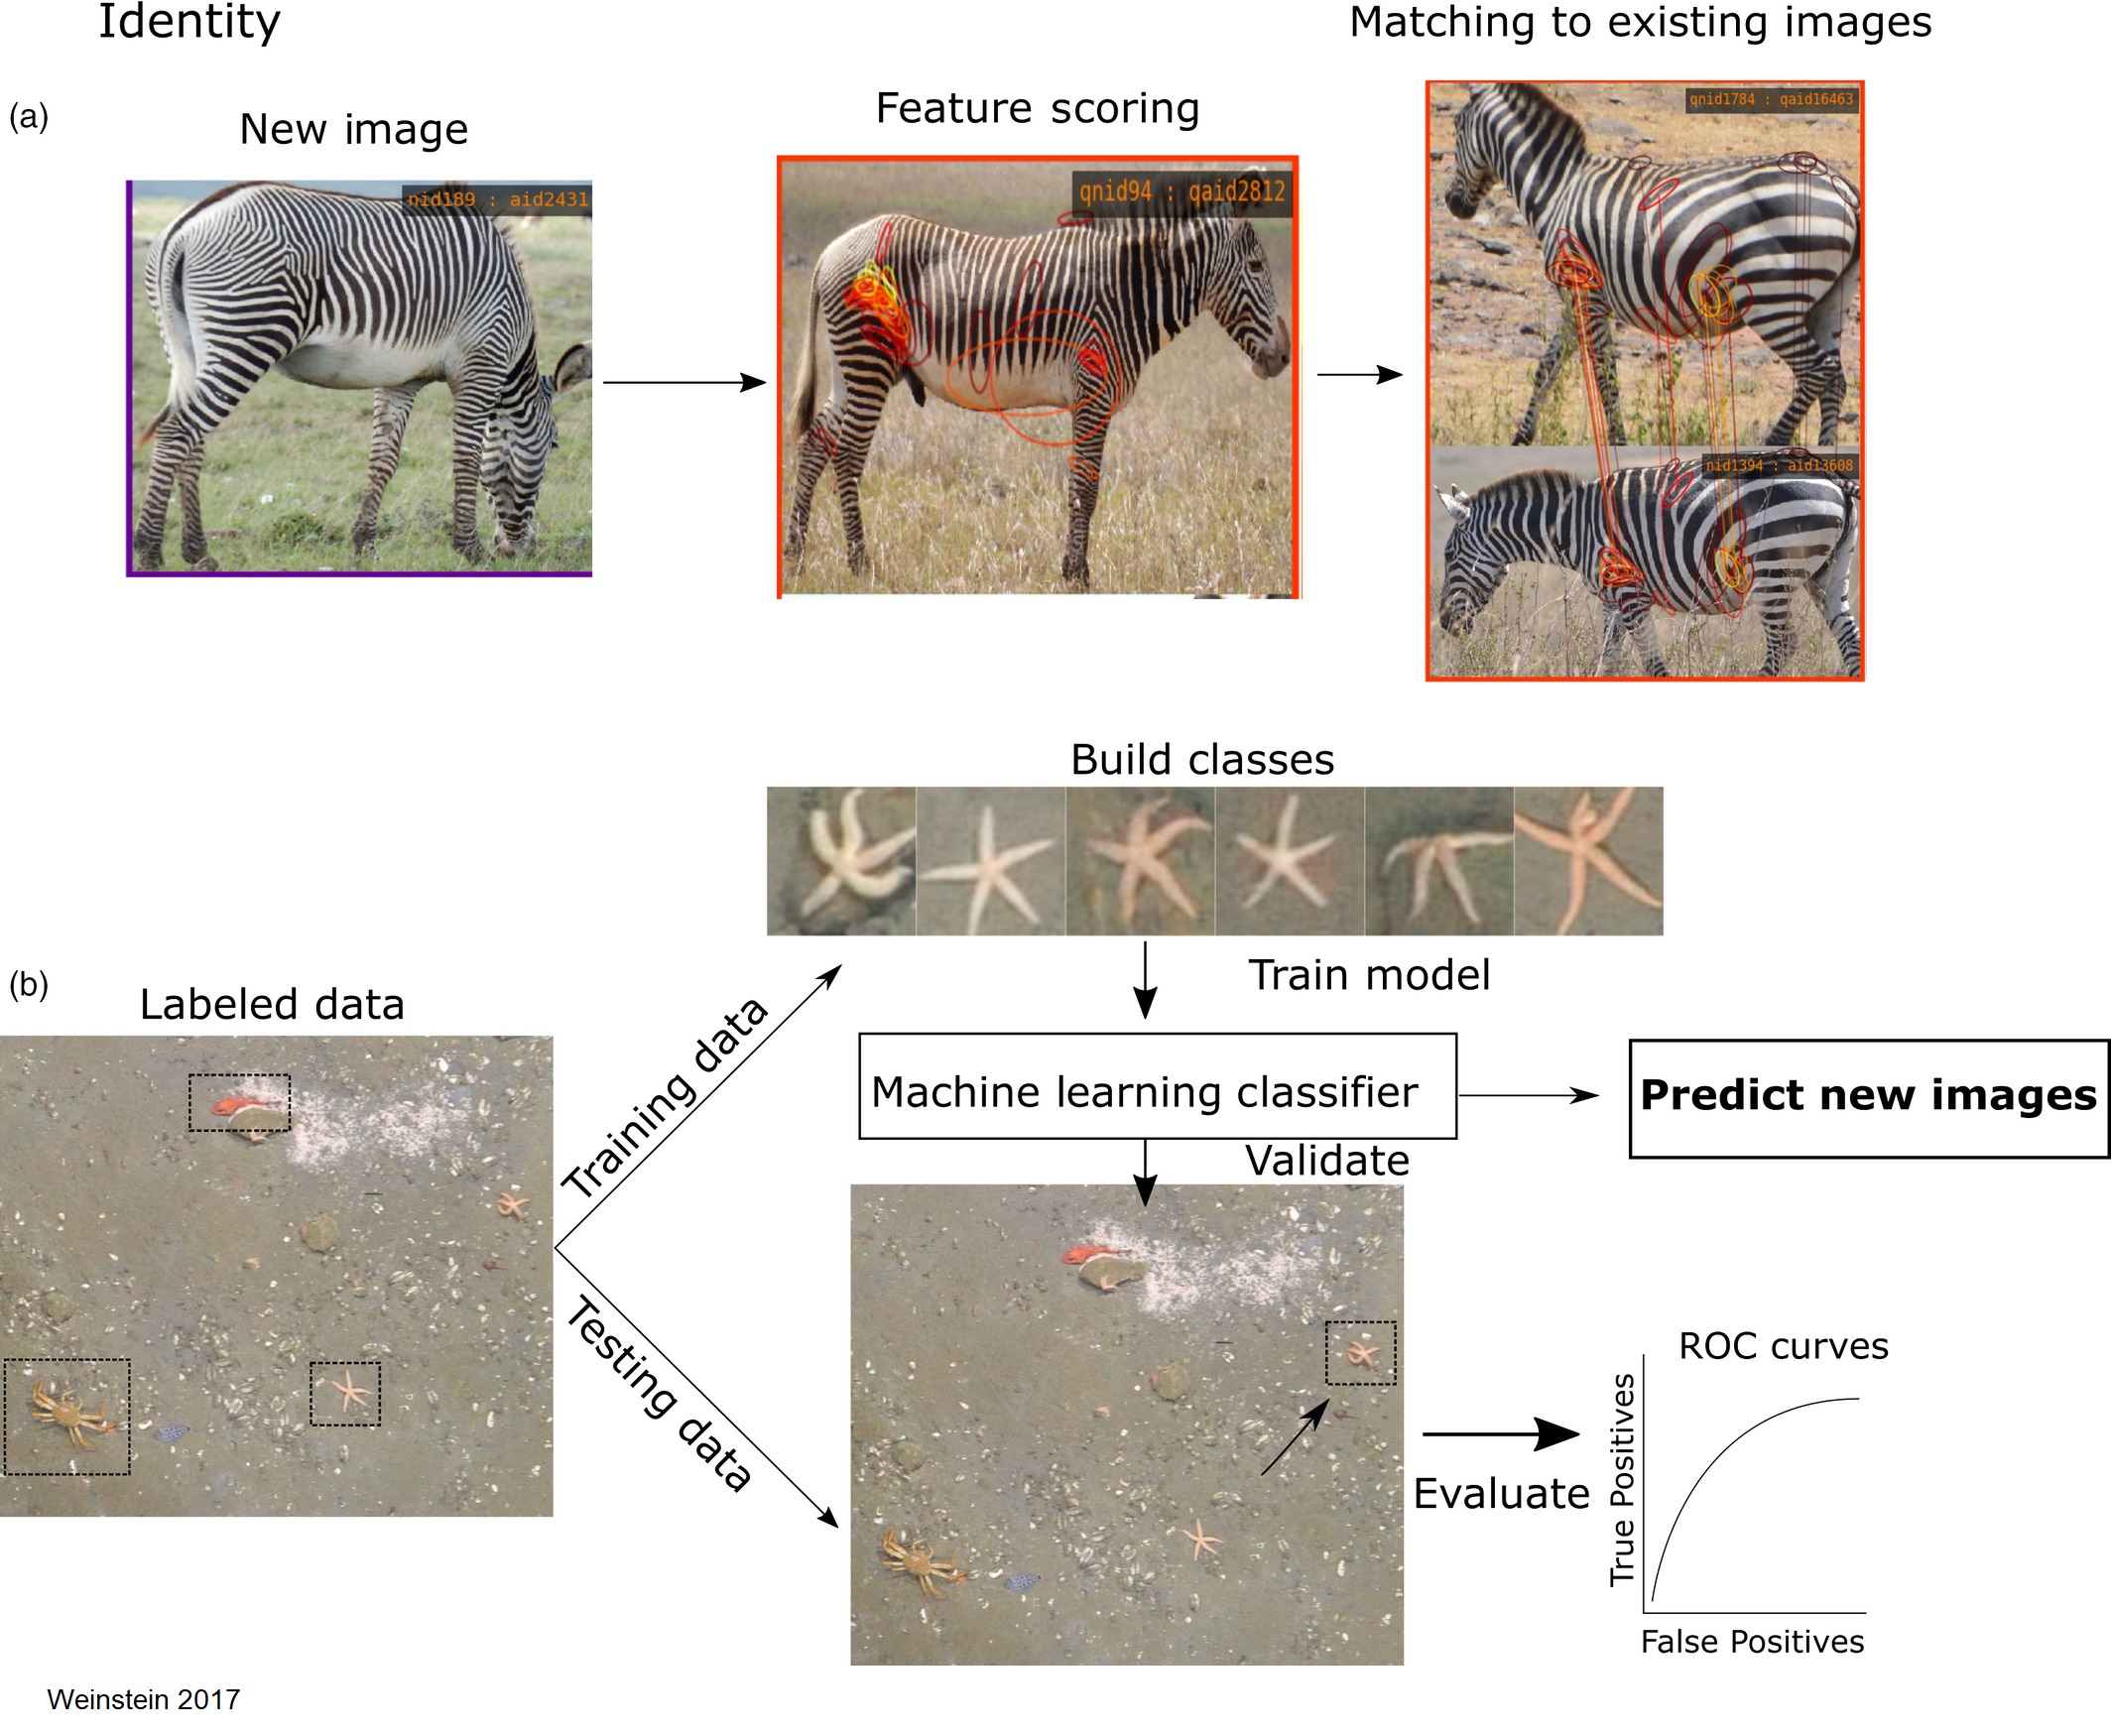 Identity
Matching to existing images
(a)
New image
Feature scoring
nid189 : aid2431
qnid94 : qaid2812
qnid1784 : qaid16463
nid1394 : aid13608
Build classes
(b)
Labeled data
Train model
Training data
Machine learning classifier
Predict new images
Validate
Testing data
ROC curves
True Positives
Evaluate
False Positives
Weinstein 2017